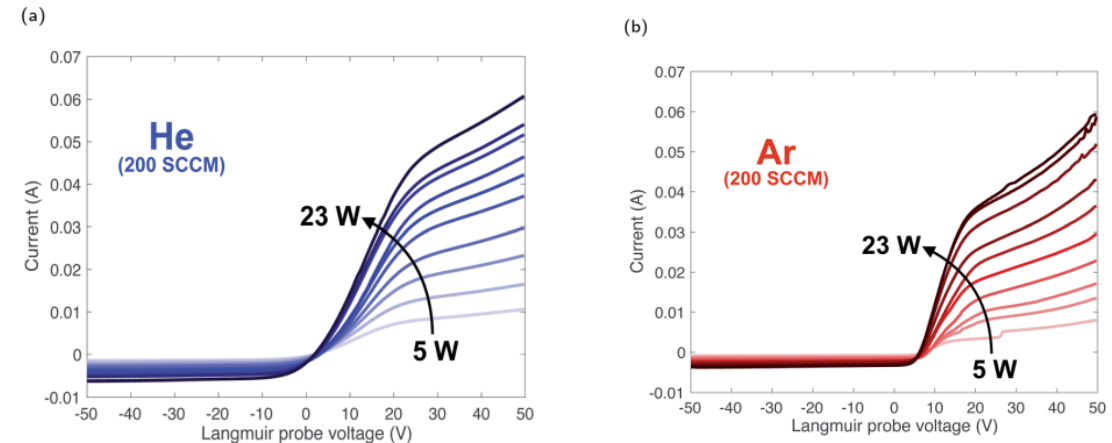 (a)
0.07
0.06
0.05
0.04
0.03
0.02
0.01
0
-0.01
Current (A)
He
(200 SCCM)
23 W
5 W
-50 -40 -30 -20 -10 0 10 20 30 40 50
Langmuir probe voltage (V)
(b)
0.07
0.06
0.05
0.04
0.03
0.02
0.01
0
-0.01
Current (A)
Ar
(200 SCCM)
23 W
5 W
-50 -40 -30 -20 -10 0 10 20 30 40 50
Langmuir probe voltage (V)